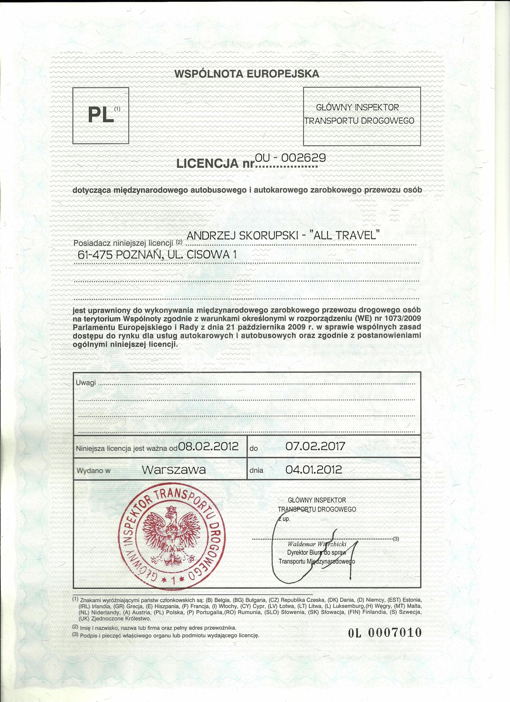 WSPÓLNOTA EUROPEJSKA
PL (1)
GŁÓWNY INSPEKTOR
TRANSPORTU DROGOWEGO
LICENCJA nr OU - 002629
dotycząca międzynarodowego autobusowego i autokarowego zarobkowego przewozu osób
Posiadacz niniejszej licencji (2) ANDRZEJ SKORUPSKI - "ALL TRAVEL"
61-475 POZNAŃ, UL. CISOWA 1
jest uprawniony do wykonywania międzynarodowego zarobkowego przewozu drogowego osób
na terytorium Wspólnoty zgodnie z warunkami określonymi w rozporządzeniu (WE) nr 1073/2009
Parlamentu Europejskiego i Rady z dnia 21 października 2009 r. w sprawie wspólnych zasad
dostępu do rynku dla usług autokarowych i autobusowych oraz zgodnie z postanowieniami
ogólnymi niniejszej licencji.
Uwagi
Niniejsza licencja jest ważna od 08.02.2012 do 07.02.2017
Wydano w Warszawa dnia 04.01.2012
GŁÓWNY INSPEKTOR TRANSPORTU DROGOWEGO
* 1 *
GŁÓWNY INSPEKTOR
TRANSPORTU DROGOWEGO
z up.
(3)
Waldemar Wierzbicki
Dyrektor Biura do spraw
Transportu Międzynarodowego
(1) Znakami wyróżniającymi państw członkowskich są: (B) Belgia, (BG) Bułgaria, (CZ) Republika Czeska, (DK) Dania, (D) Niemcy, (EST) Estonia,
(IRL) Irlandia, (GR) Grecja, (E) Hiszpania, (F) Francja, (I) Włochy, (CY) Cypr, (LV) Łotwa, (LT) Litwa, (L) Luksemburg, (H) Węgry, (MT) Malta,
(NL) Niderlandy, (A) Austria, (PL) Polska, (P) Portugalia, (RO) Rumunia, (SLO) Słowenia, (SK) Słowacja, (FIN) Finlandia, (S) Szwecja,
(UK) Zjednoczone Królestwo.
(2) Imię i nazwisko, nazwa lub firma oraz pełny adres przewoźnika.
(3) Podpis i pieczęć właściwego organu lub podmiotu wydającego licencję.
OL 0007010